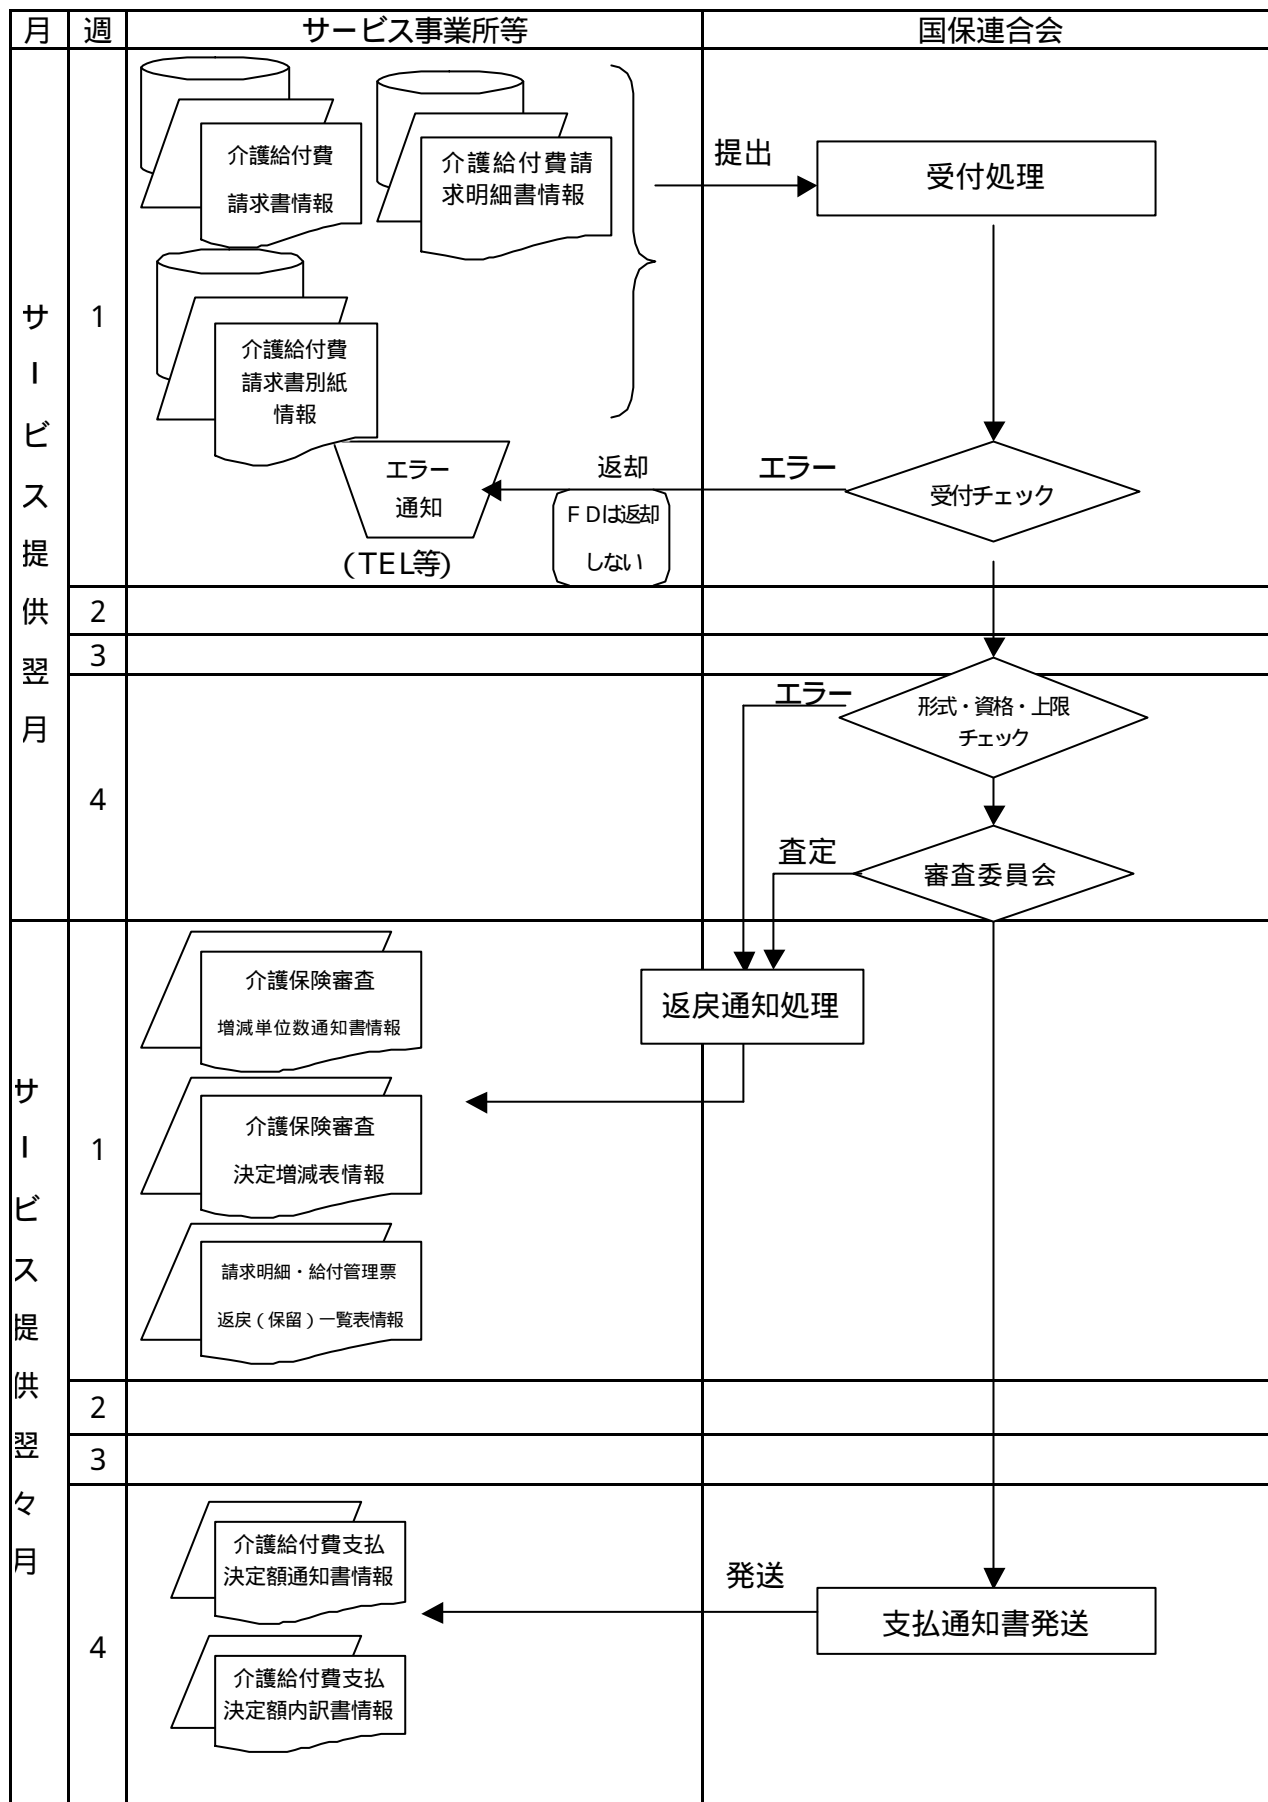 月 週 サービス事業所等 国保連合会
サービス提供翌月
1
介護給付費
請求書情報
介護給付費請
求明細書情報
提出
受付処理
介護給付費
請求書別紙
情報
エラー
通知
(TEL等)
返却
エラー
FDは返却
しない
受付チェック
2
3
4
エラー
形式・資格・上限
チェック
査定
審査委員会
サービス提供翌々月
1
介護保険審査
増減単位数通知書情報
返戻通知処理
介護保険審査
決定増減表情報
請求明細・給付管理票
返戻(保留)一覧表情報
2
3
4
介護給付費支払
決定額通知書情報
発送
支払通知書発送
介護給付費支払
決定額内訳書情報